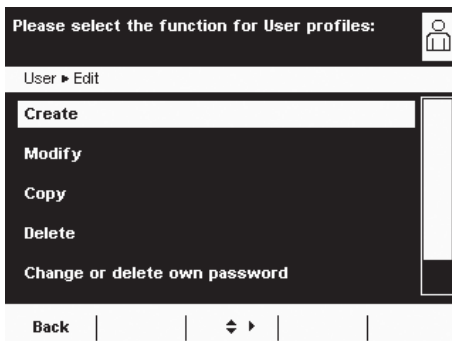 Please select the function for User profiles:
User ▸ Edit
Create
Modify
Copy
Delete
Change or delete own password
Back